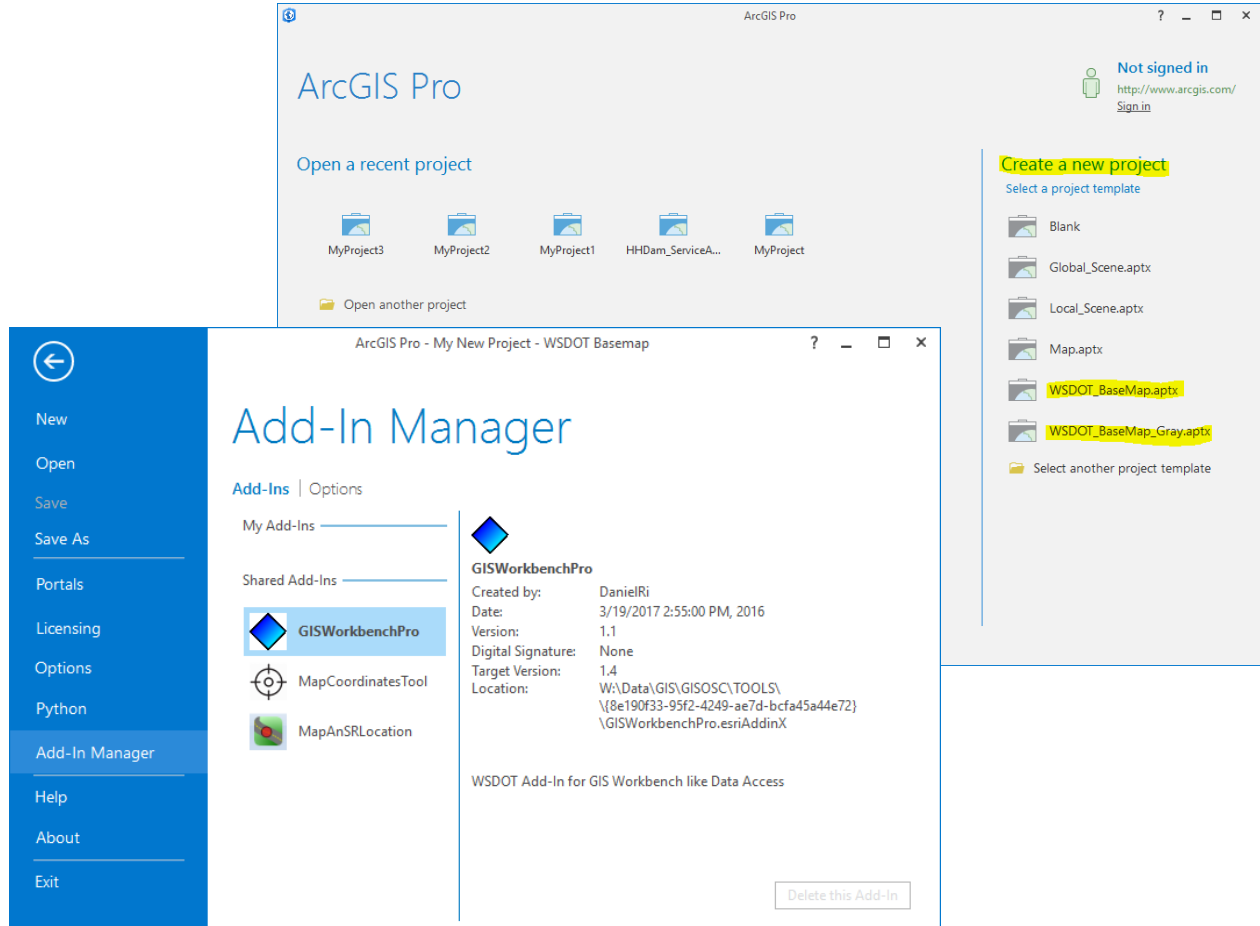 ArcGIS Pro
?
ArcGIS Pro
Not signed in
http://www.arcgis.com/
Sign in
Open a recent project
MyProject3
MyProject2
MyProject1
HHDam_ServiceA...
MyProject
Open another project
Create a new project
Select a project template
Blank
Global_Scene.aptx
Local_Scene.aptx
Map.aptx
WSDOT_BaseMap.aptx
WSDOT_BaseMap_Gray.aptx
Select another project template
ArcGIS Pro - My New Project - WSDOT Basemap
?
New
Open
Save
Save As
Portals
Licensing
Options
Python
Add-In Manager
Help
About
Exit
Add-In Manager
Add-Ins | Options
My Add-Ins
Shared Add-Ins
GISWorkbenchPro
MapCoordinatesTool
MapAnSRLocation
GISWorkbenchPro
Created by: DanielRi
Date: 3/19/2017 2:55:00 PM, 2016
Version: 1.1
Digital Signature: None
Target Version: 1.4
Location: W:\Data\GIS\GISOSC\TOOLS\
\{8e190f33-95f2-4249-ae7d-bcfa45a44e72}
\GISWorkbenchPro.esriAddinX
WSDOT Add-In for GIS Workbench like Data Access
Delete this Add-In